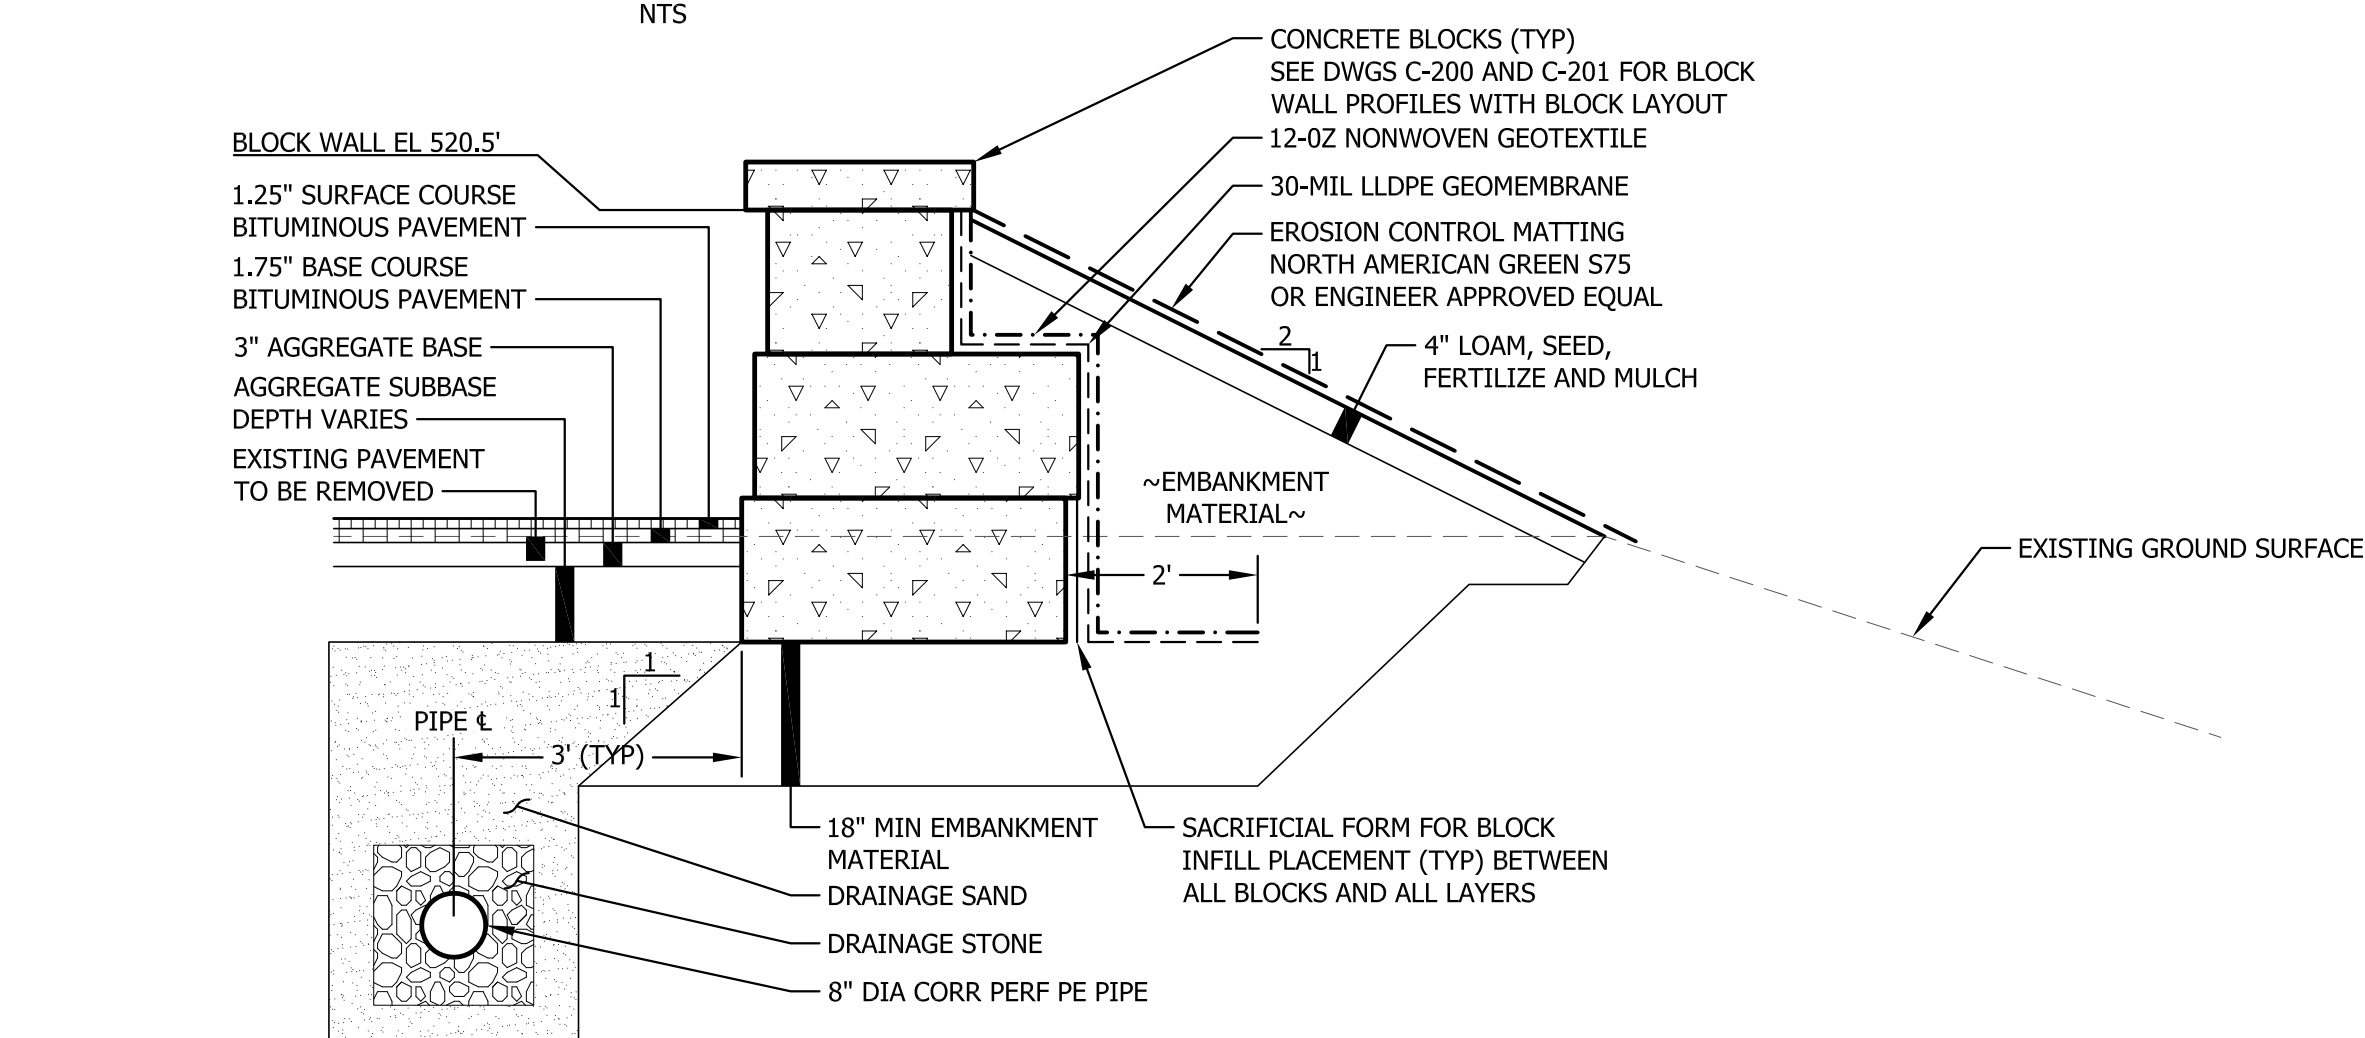 NTS
CONCRETE BLOCKS (TYP)
SEE DWGS C-200 AND C-201 FOR BLOCK
WALL PROFILES WITH BLOCK LAYOUT
12-0Z NONWOVEN GEOTEXTILE
30-MIL LLDPE GEOMEMBRANE
EROSION CONTROL MATTING
NORTH AMERICAN GREEN S75
OR ENGINEER APPROVED EQUAL
2
1
4" LOAM, SEED,
FERTILIZE AND MULCH
BLOCK WALL EL 520.5'
1.25" SURFACE COURSE
BITUMINOUS PAVEMENT
1.75" BASE COURSE
BITUMINOUS PAVEMENT
3" AGGREGATE BASE
AGGREGATE SUBBASE
DEPTH VARIES
EXISTING PAVEMENT
TO BE REMOVED
~EMBANKMENT
MATERIAL~
EXISTING GROUND SURFACE
2'
1
1
PIPE ℄
3' (TYP)
18" MIN EMBANKMENT
MATERIAL
DRAINAGE SAND
DRAINAGE STONE
8" DIA CORR PERF PE PIPE
SACRIFICIAL FORM FOR BLOCK
INFILL PLACEMENT (TYP) BETWEEN
ALL BLOCKS AND ALL LAYERS